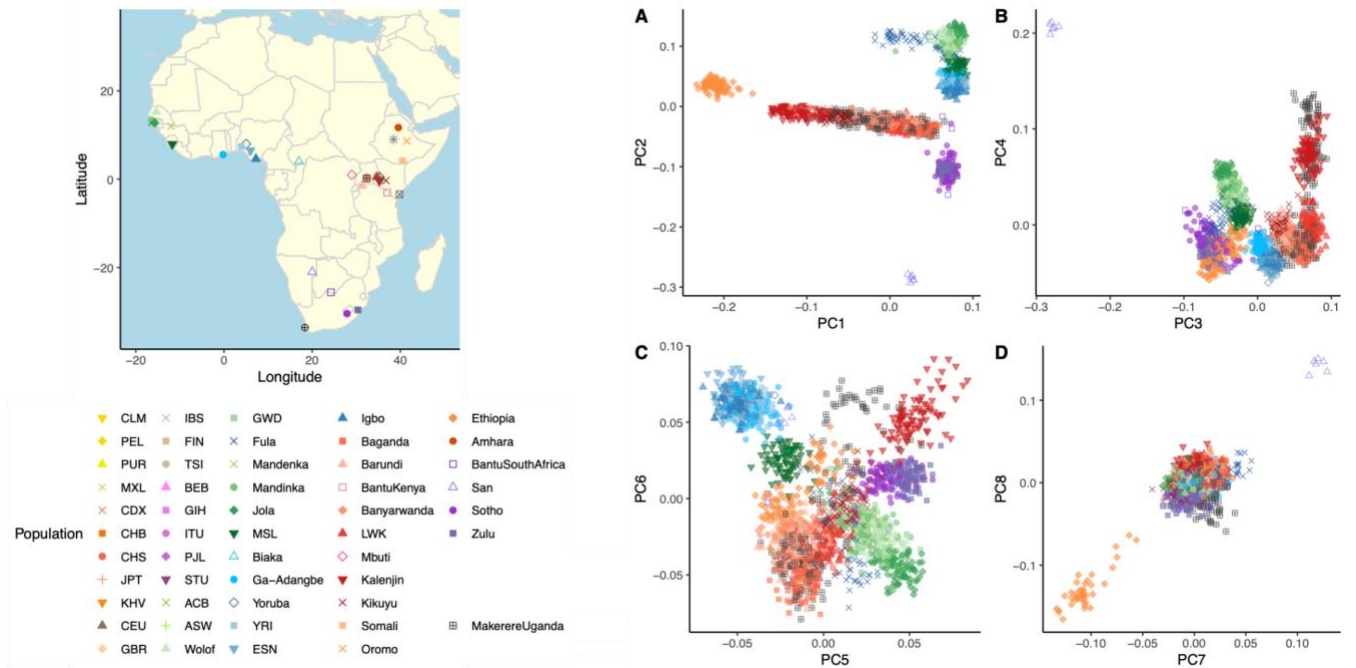 20
0
−20
Latitude
−20
0
20
40
Longitude
Population
CLM
PEL
PUR
MXL
CDX
CHB
CHS
JPT
KHV
CEU
GBR
IBS
FIN
TSI
BEB
GIH
ITU
PJL
STU
ACB
ASW
Wolof
GWD
Fula
Mandenka
Mandinka
Jola
MSL
Biaka
Ga−Adangbe
Yoruba
YRI
ESN
Igbo
Baganda
Barundi
BantuKenya
Banyarwanda
LWK
Mbuti
Kalenjin
Kikuyu
Somali
Oromo
Ethiopia
Amhara
BantuSouthAfrica
San
Sotho
Zulu
MakerereUganda
A
0.1
0.0
−0.1
−0.2
−0.3
PC2
−0.2
−0.1
0.0
0.1
PC1
B
0.2
0.1
0.0
PC4
−0.3
−0.2
−0.1
0.0
0.1
PC3
C
0.10
0.05
0.00
−0.05
PC6
−0.05
0.00
0.05
PC5
D
0.1
0.0
−0.1
PC8
−0.10
−0.05
0.00
0.05
0.10
PC7